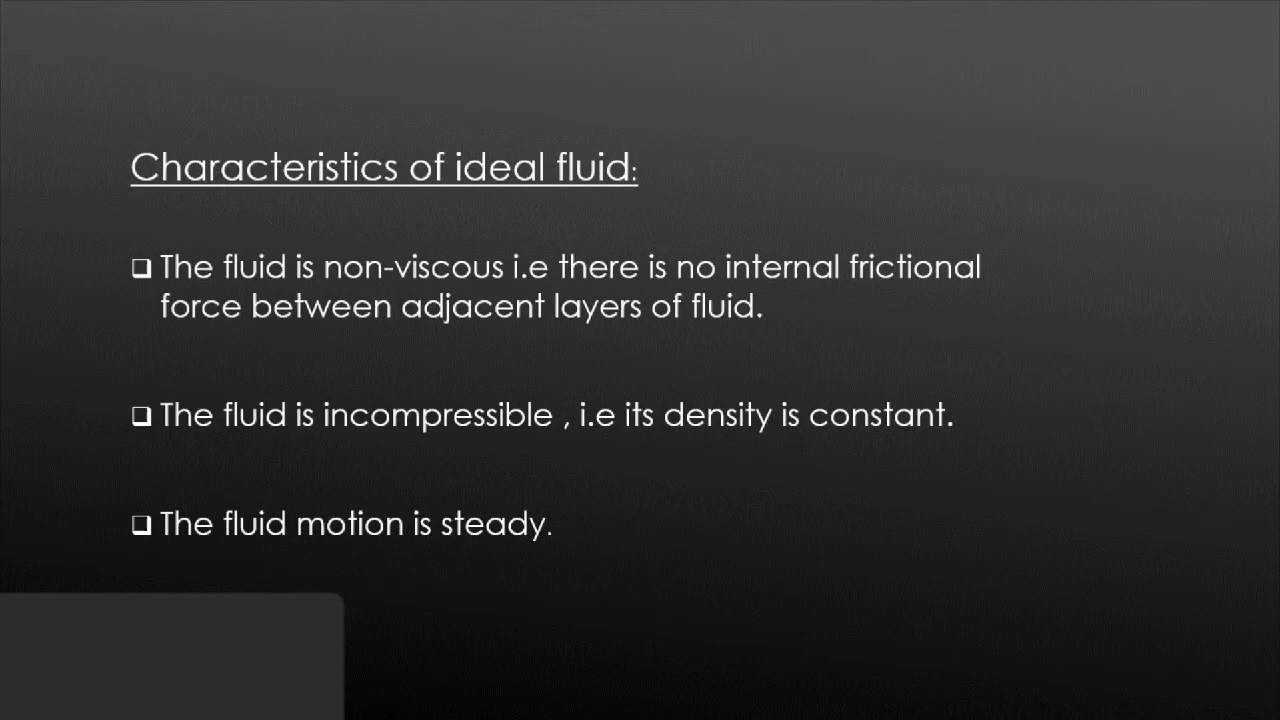 Characteristics of ideal fluid:
❑ The fluid is non-viscous i.e there is no internal frictional
force between adjacent layers of fluid.
❑ The fluid is incompressible , i.e its density is constant.
❑ The fluid motion is steady.